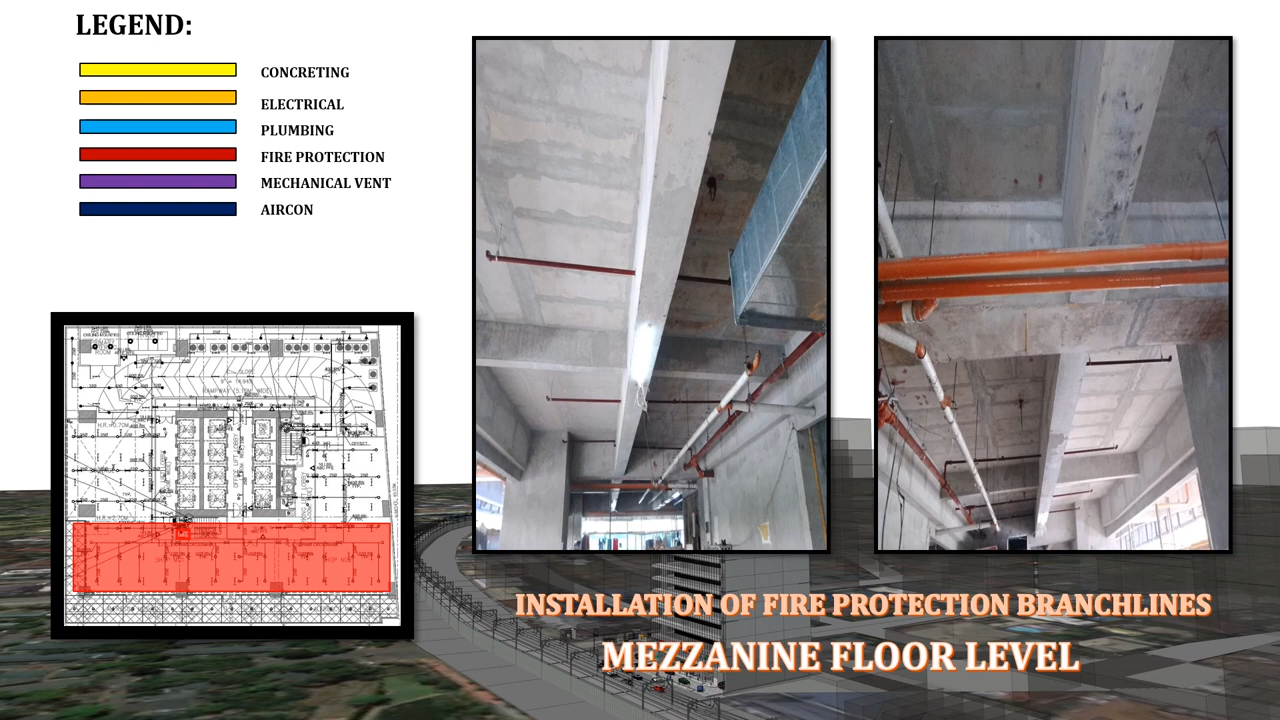 LEGEND:
CONCRETING
ELECTRICAL
PLUMBING
FIRE PROTECTION
MECHANICAL VENT
AIRCON
INSTALLATION OF FIRE PROTECTION BRANCHLINES
MEZZANINE FLOOR LEVEL